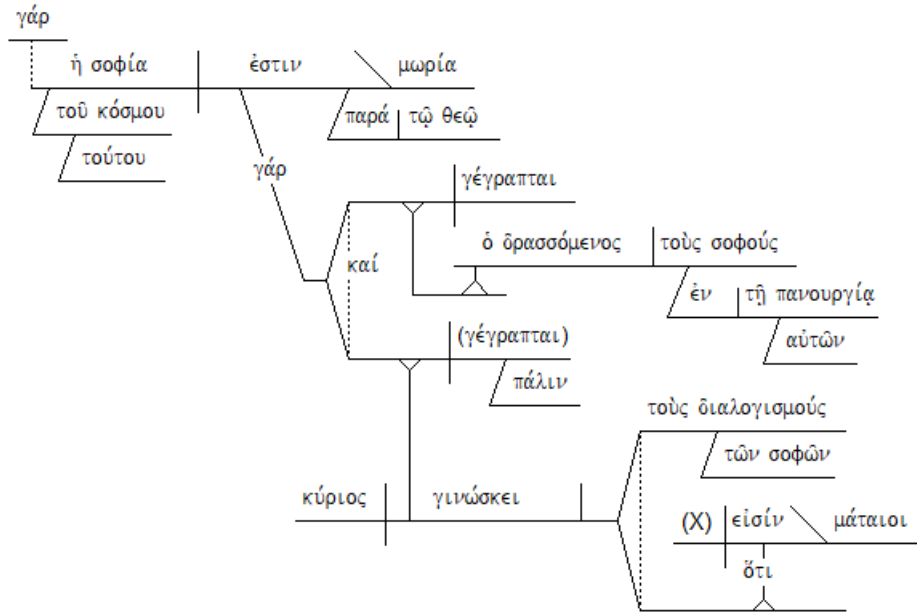 γάρ
ἡ σοφία ἐστιν μωρία
τοῦ κόσμου παρά τῷ θεῷ
τούτου
γάρ
γέγραπται
ὁ δρασσόμενος τοὺς σοφούς
καί
ἐν τῇ πανουργίᾳ
(γέγραπται) αὐτῶν
πάλιν
τοὺς διαλογισμούς
τῶν σοφῶν
κύριος γινώσκει
(X) εἰσίν μάταιοι
ὅτι